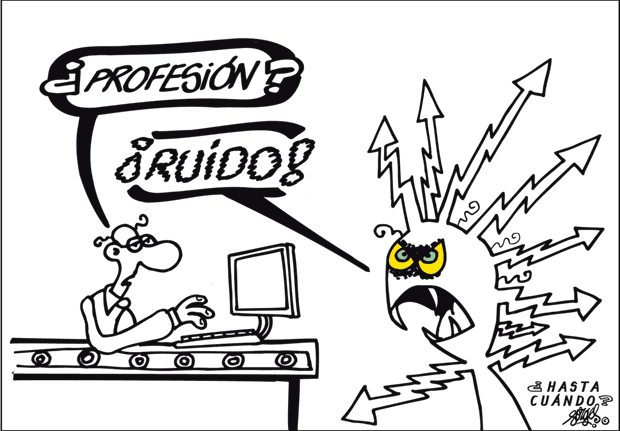 ¿PROFESIÓN?
¡RUIDO!
¿HASTA
CUÁNDO?